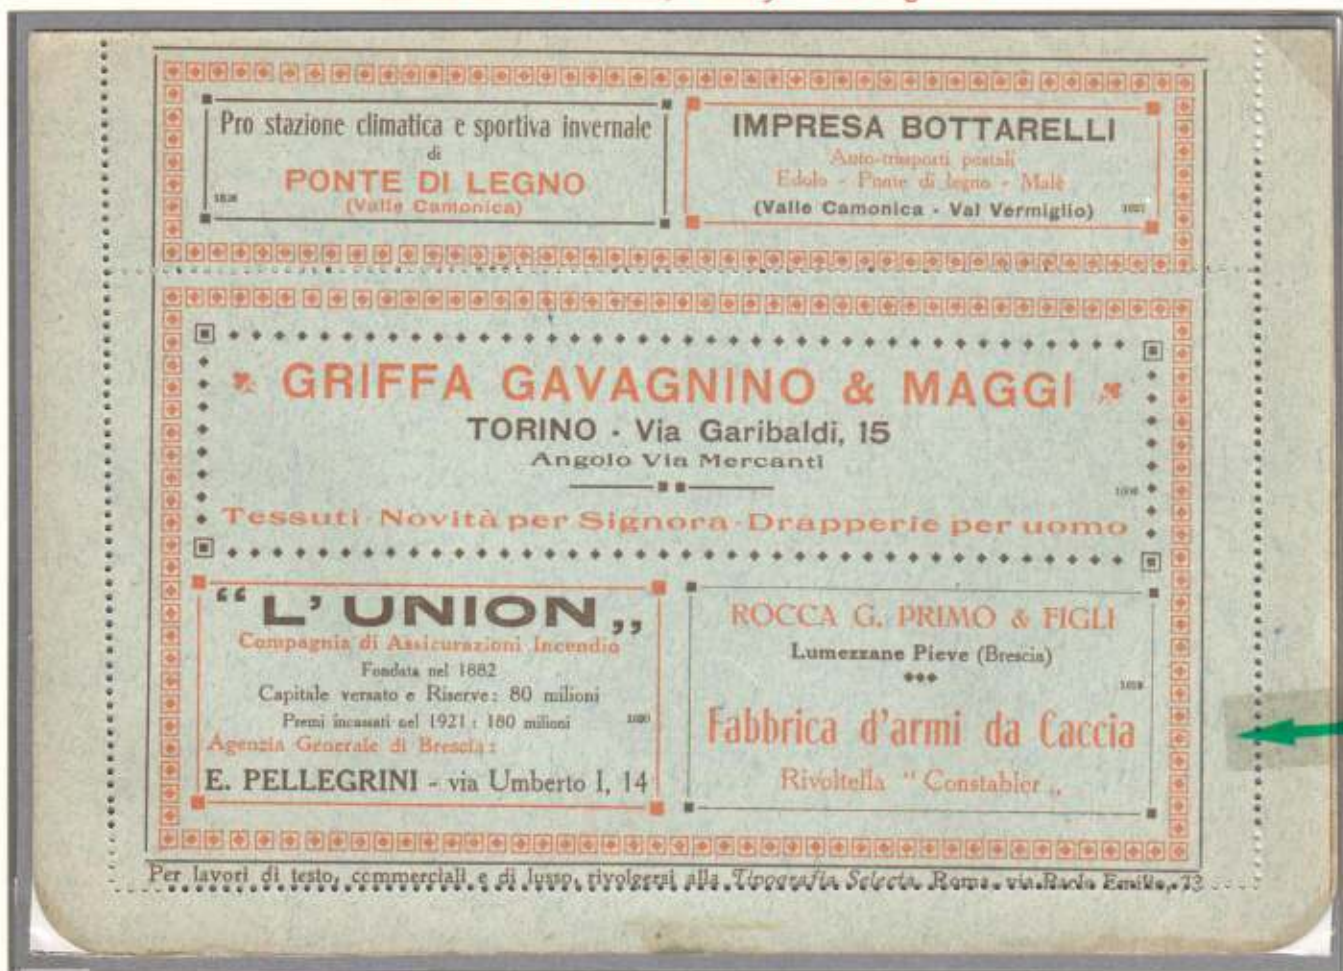 Pro stazione climatica e sportiva invernale
di
PONTE DI LEGNO
(Valle Camonica)
IMPRESA BOTTARELLI
Auto-trasporti postali
Edolo - Ponte di legno - Malè
(Valle Camonica - Val Vermiglio)
GRIFFA GAVAGNINO & MAGGI
TORINO - Via Garibaldi, 15
Angolo Via Mercanti
Tessuti - Novità per Signora - Drapperie per uomo
"L'UNION„
Compagnia di Assicurazioni Incendio
Fondata nel 1882
Capitale versato e Riserve: 80 milioni
Premi incassati nel 1921 : 180 milioni
Agenzia Generale di Brescia:
E. PELLEGRINI - via Umberto I, 14
ROCCA G. PRIMO & FIGLI
Lumezzane Pieve (Brescia)
Fabbrica d'armi da Caccia
Rivoltella "Constabler„
Per lavori di testo, commerciali e di lusso, rivolgersi alla Tipografia Selecta, Roma, via Paolo Emilio, 73